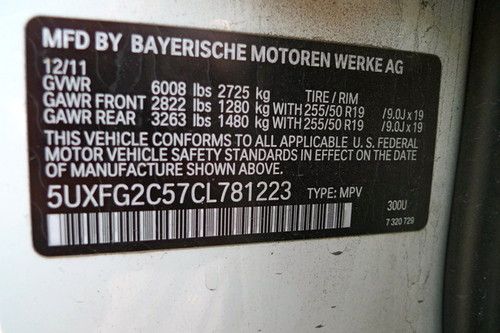 MFD BY BAYERISCHE MOTOREN WERKE AG
12/11
GVWR 6008 lbs 2725 kg TIRE / RIM
GAWR FRONT 2822 lbs 1280 kg WITH 255/50 R19 /9.0J x 19
GAWR REAR 3263 lbs 1480 kg WITH 255/50 R19 /9.0J x 19
THIS VEHICLE CONFORMS TO ALL APPLICABLE U. S. FEDERAL
MOTOR VEHICLE SAFETY STANDARDS IN EFFECT ON THE DATE
OF MANUFACTURE SHOWN ABOVE.
5UXFG2C57CL781223 TYPE: MPV 300U
7 320 729